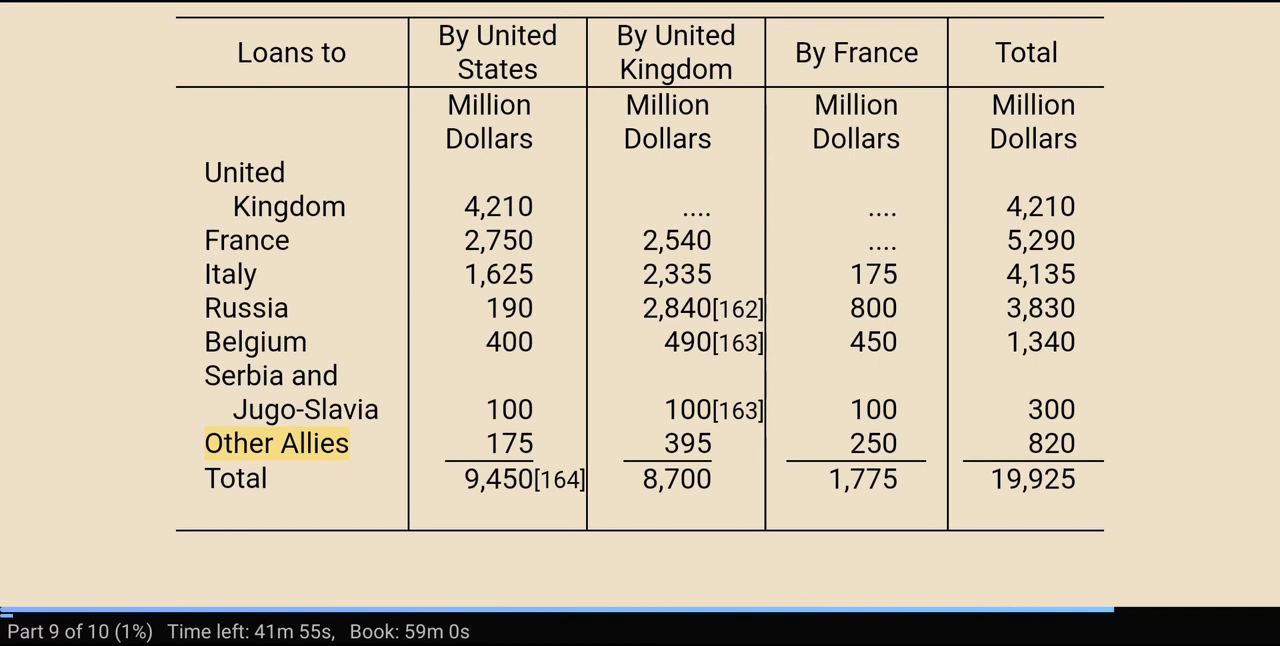 Loans to By United States By United Kingdom By France Total
Million Dollars Million Dollars Million Dollars Million Dollars
United
Kingdom 4,210 .... .... 4,210
France 2,750 2,540 .... 5,290
Italy 1,625 2,335 175 4,135
Russia 190 2,840[162] 800 3,830
Belgium 400 490[163] 450 1,340
Serbia and
Jugo-Slavia 100 100[163] 100 300
Other Allies 175 395 250 820
Total 9,450[164] 8,700 1,775 19,925
Part 9 of 10 (1%) Time left: 41m 55s, Book: 59m 0s